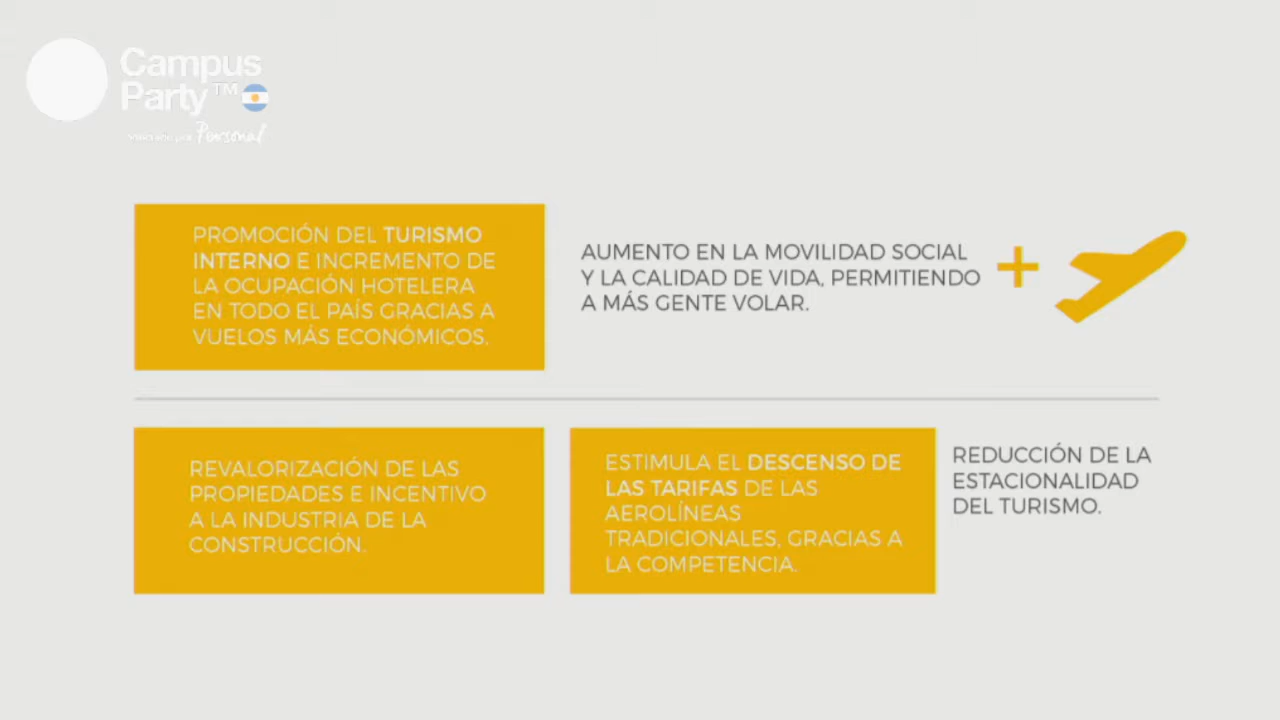 Campus
Party™
Personal
PROMOCIÓN DEL TURISMO
INTERNO E INCREMENTO DE
LA OCUPACIÓN HOTELERA
EN TODO EL PAÍS GRACIAS A
VUELOS MÁS ECONÓMICOS.
AUMENTO EN LA MOVILIDAD SOCIAL
Y LA CALIDAD DE VIDA, PERMITIENDO
A MÁS GENTE VOLAR.
REVALORIZACIÓN DE LAS
PROPIEDADES E INCENTIVO
A LA INDUSTRIA DE LA
CONSTRUCCIÓN.
ESTIMULA EL DESCENSO DE
LAS TARIFAS DE LAS
AEROLÍNEAS
TRADICIONALES, GRACIAS A
LA COMPETENCIA.
REDUCCIÓN DE LA
ESTACIONALIDAD
DEL TURISMO.